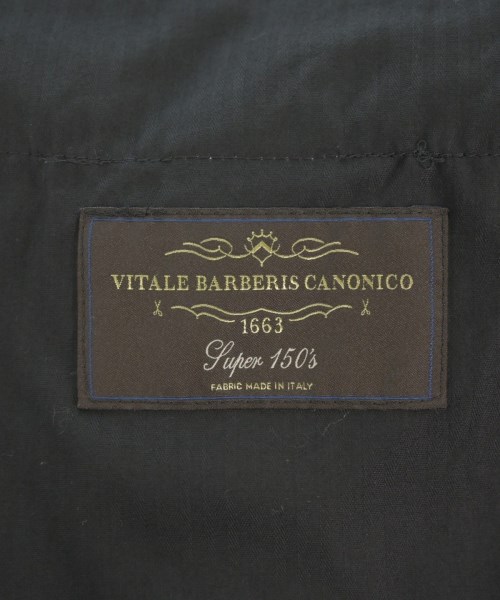 VITALE BARBERIS CANONICO
1663
Super 150's
FABRIC MADE IN ITALY